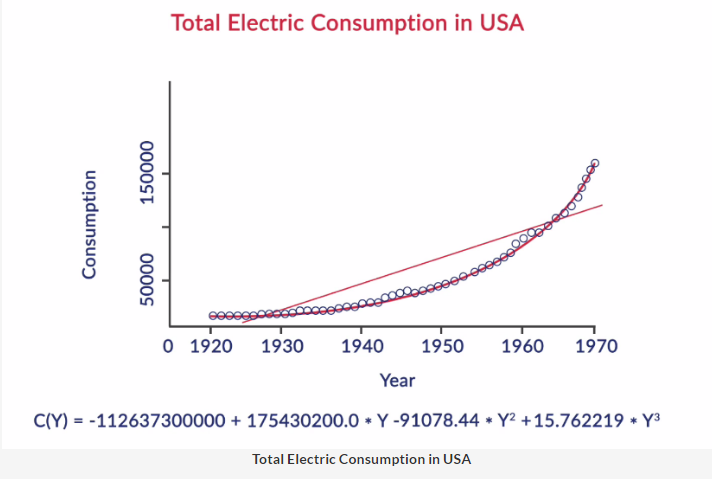 Total Electric Consumption in USA
Consumption
150000
50000
0 1920 1930 1940 1950 1960 1970
Year
C(Y) = -112637300000 + 175430200.0 * Y -91078.44 * Y² +15.762219 * Y³
Total Electric Consumption in USA